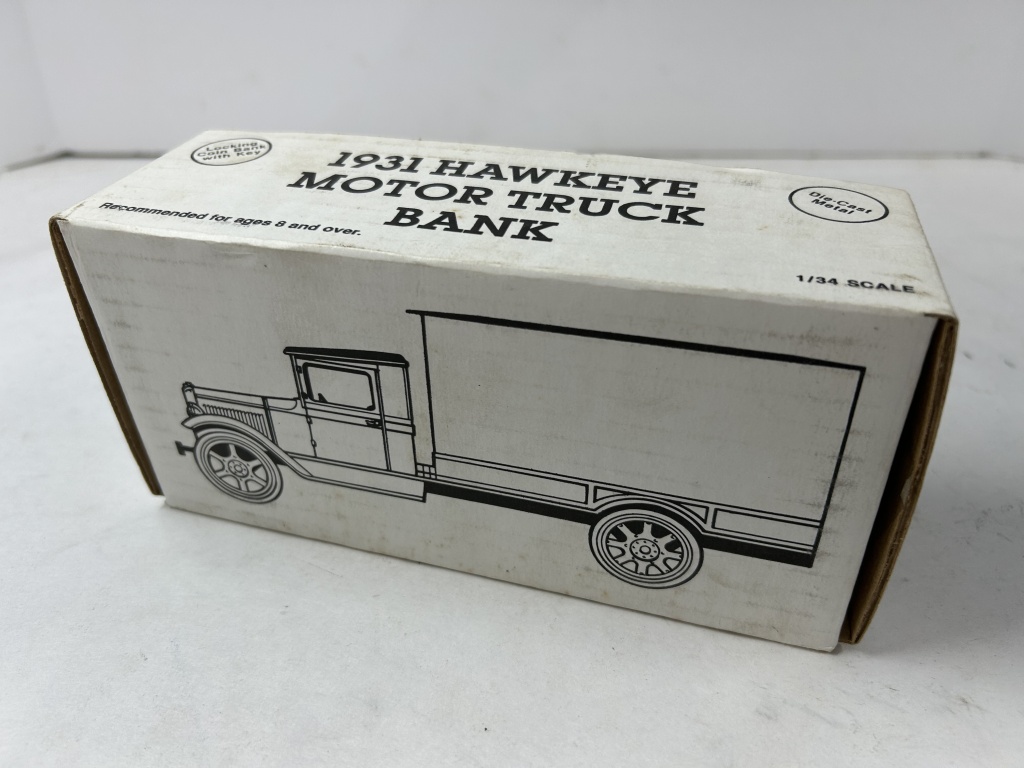 Locking
Coin Bank
with Key
1931 HAWKEYE
MOTOR TRUCK
BANK
Die-Cast
Metal
Recommended for ages 8 and over.
1/34 SCALE